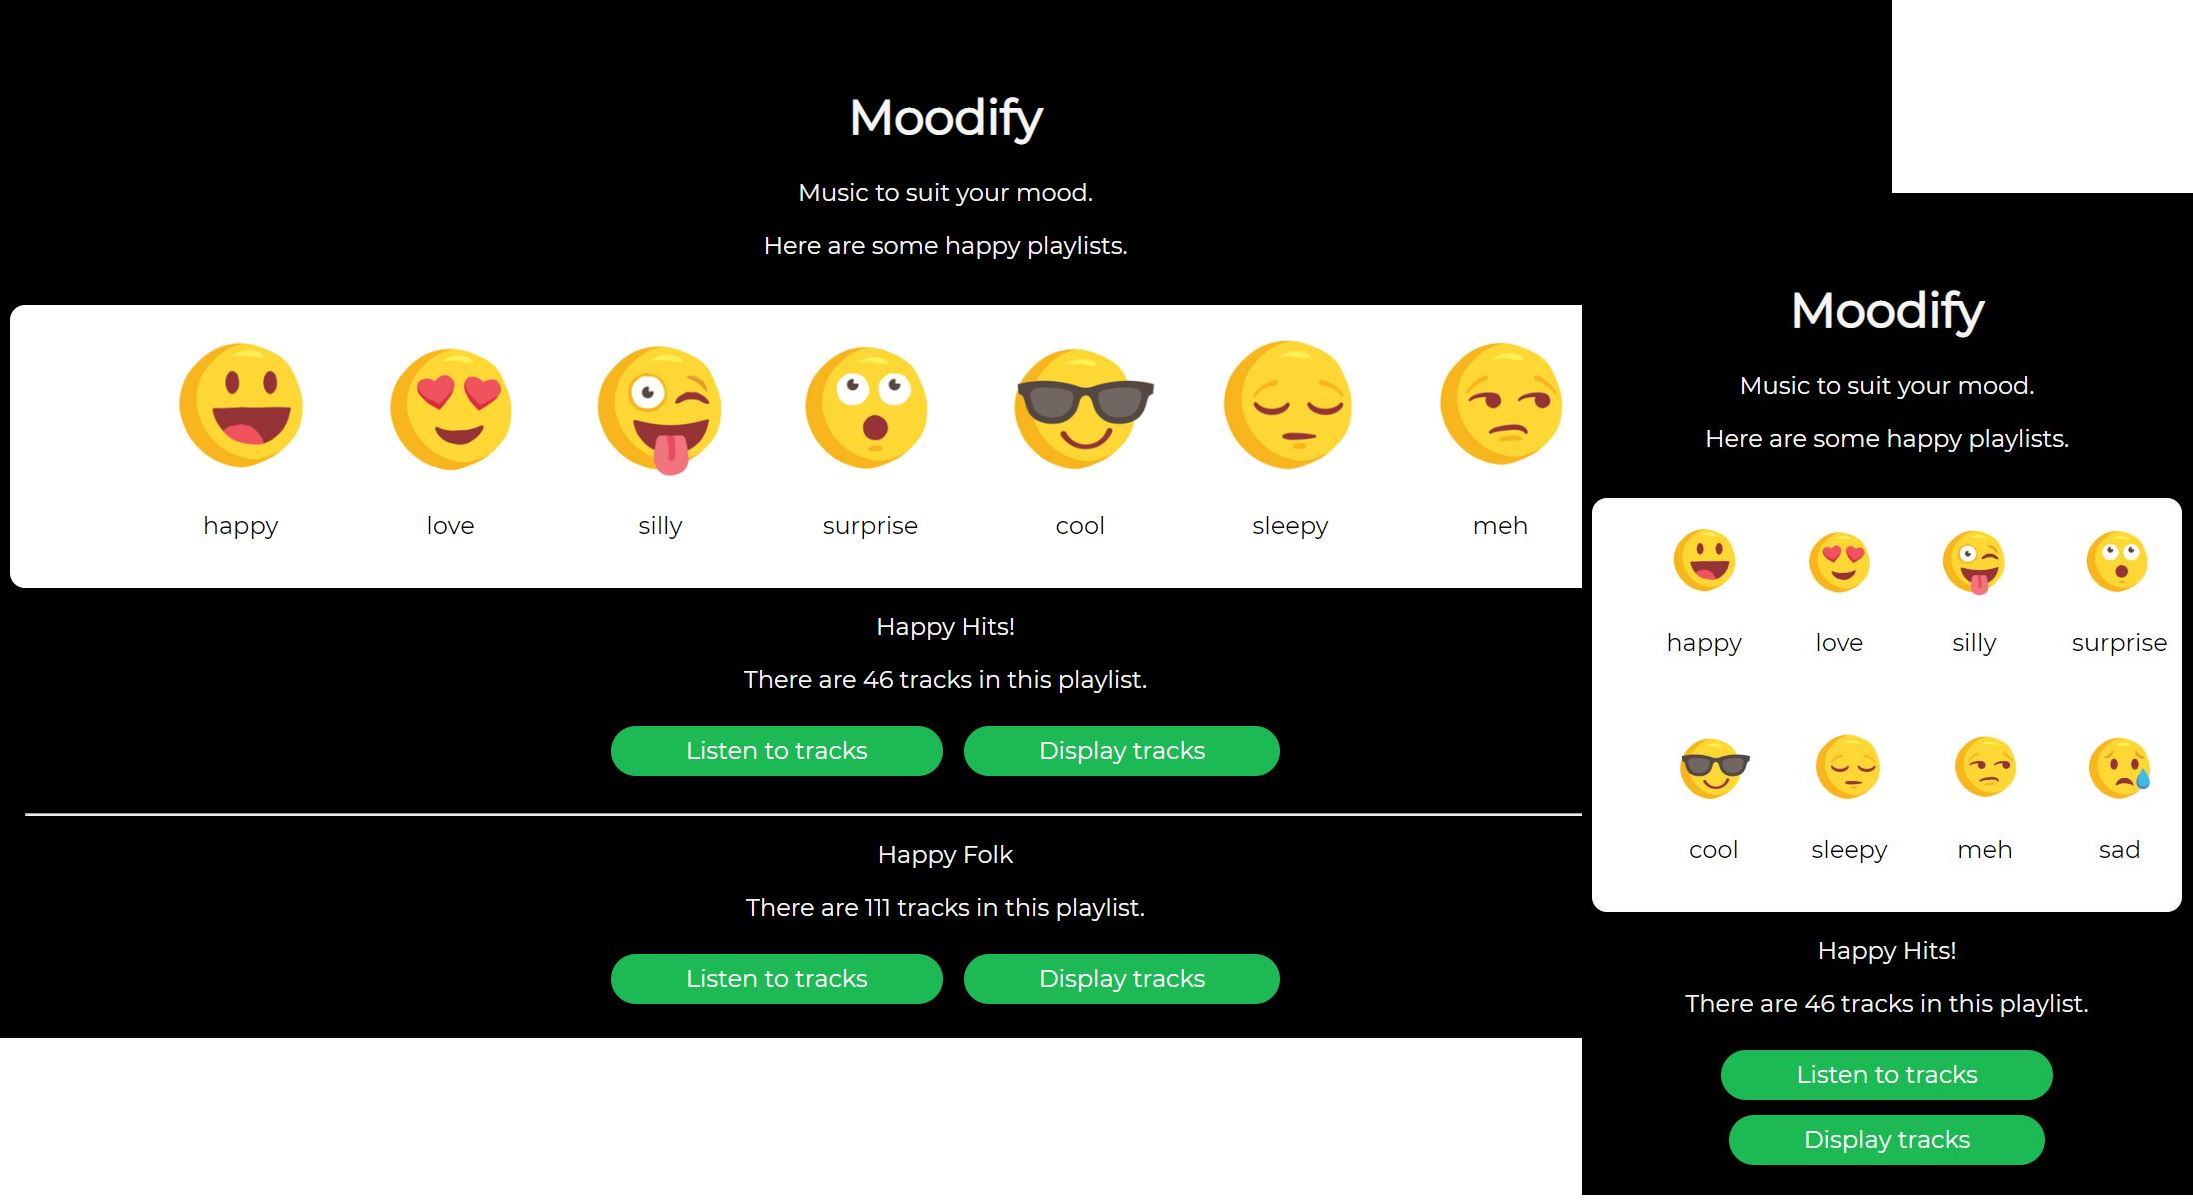 Moodify
Music to suit your mood.
Here are some happy playlists.
happy love silly surprise cool sleepy meh
Happy Hits!
There are 46 tracks in this playlist.
Listen to tracks Display tracks
Happy Folk
There are 111 tracks in this playlist.
Listen to tracks Display tracks
Moodify
Music to suit your mood.
Here are some happy playlists.
happy love silly surprise
cool sleepy meh sad
Happy Hits!
There are 46 tracks in this playlist.
Listen to tracks
Display tracks